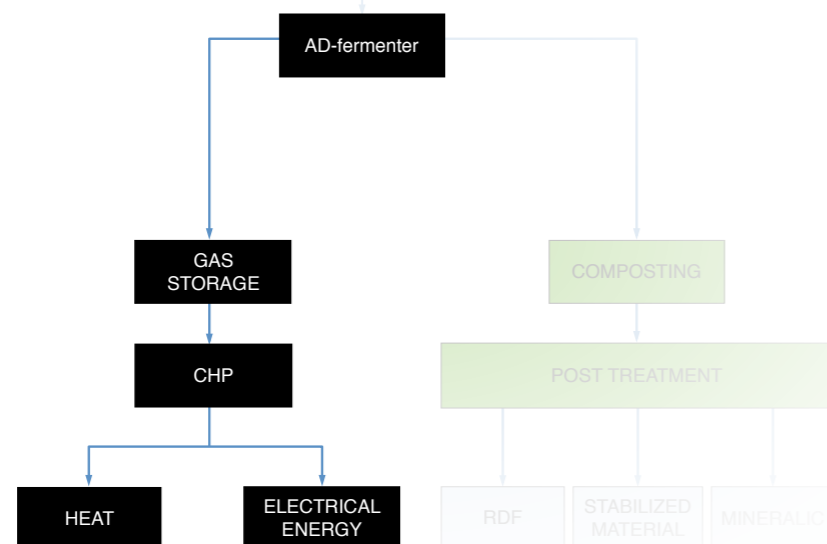 AD-fermenter
GAS
STORAGE
COMPOSTING
CHP
POST TREATMENT
HEAT
ELECTRICAL
ENERGY
RDF
STABILIZED
MATERIAL
MINERALIC